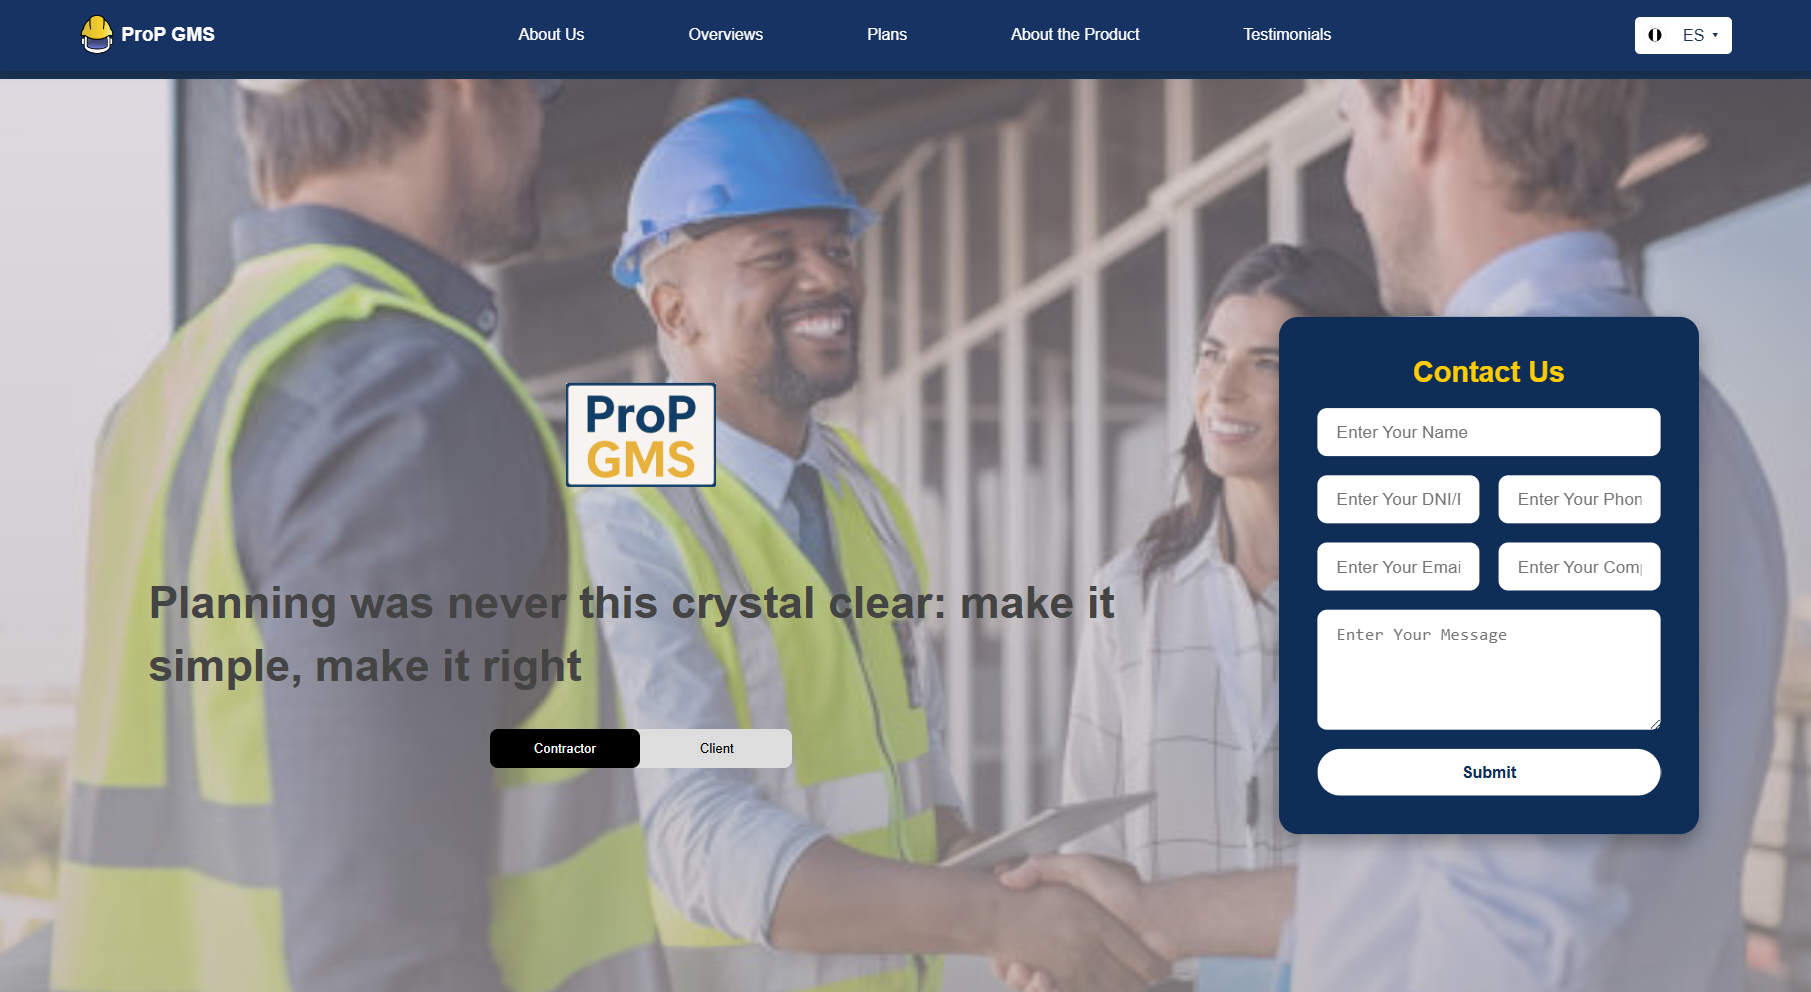 ProP GMS
About Us
Overviews
Plans
About the Product
Testimonials
ES
ProP
GMS
Planning was never this crystal clear: make it
simple, make it right
Contractor
Client
Contact Us
Enter Your Name
Enter Your DNI/
Enter Your Phon
Enter Your Emai
Enter Your Com
Enter Your Message
Submit